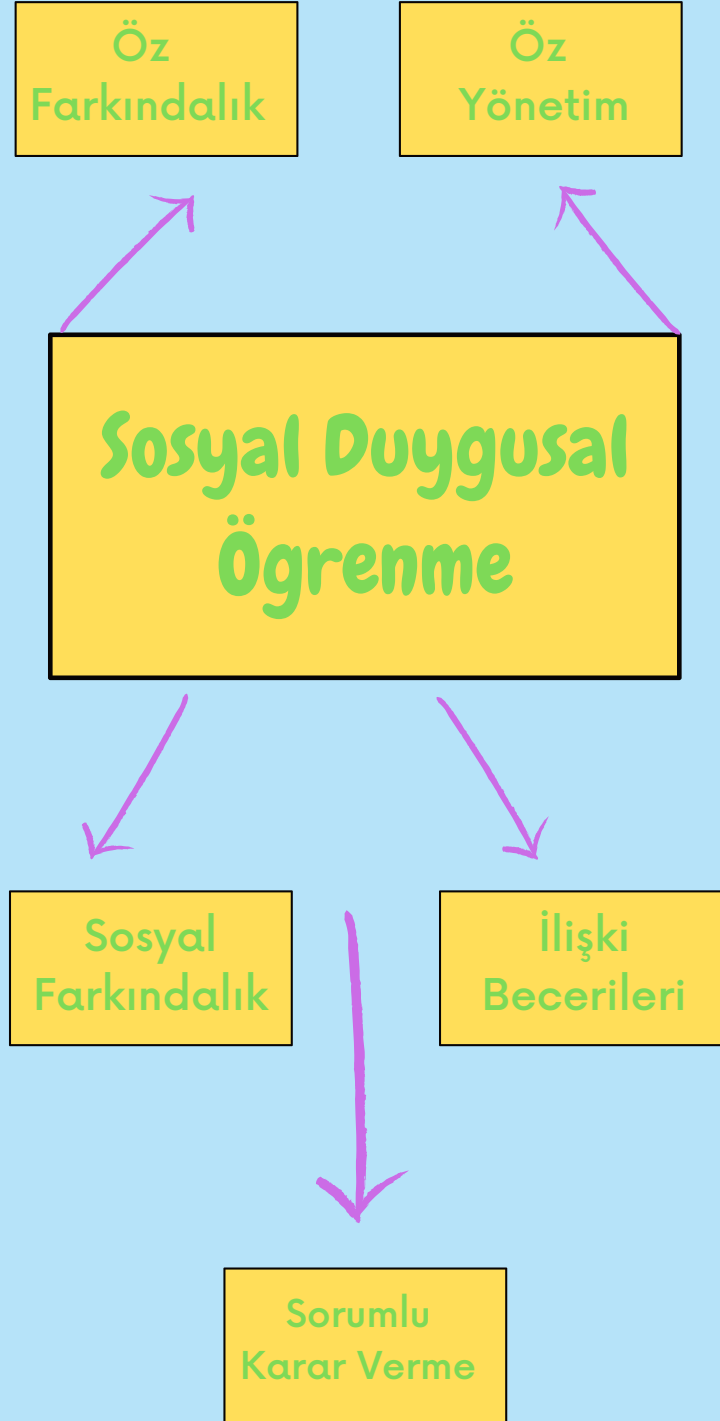 Öz
Farkındalık
Öz
Yönetim
Sosyal Duygusal
Ögrenme
Sosyal
Farkındalık
İlişki
Becerileri
Sorumlu
Karar Verme